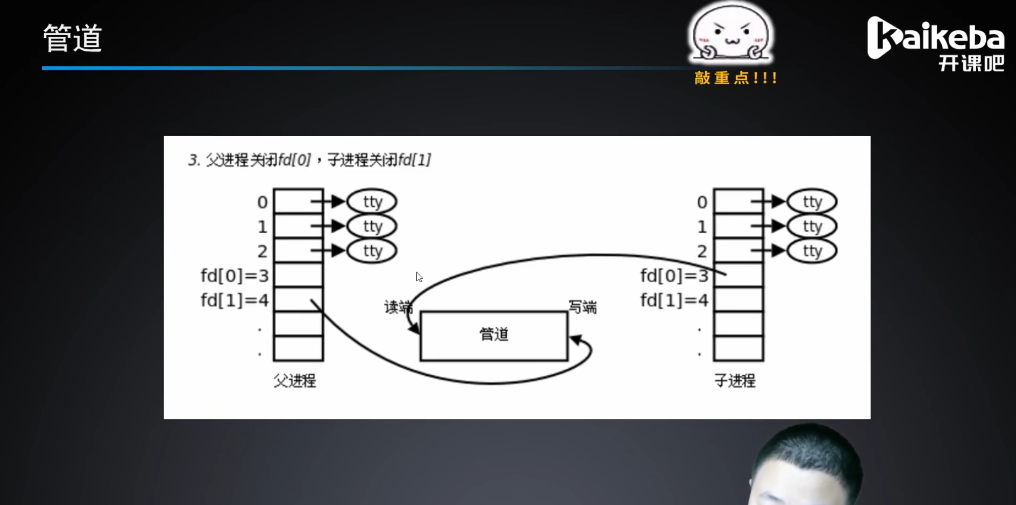 管道
敲重点!!!
kaikeba
开课吧
3. 父进程关闭fd[0]，子进程关闭fd[1]
0 tty 0 tty
1 tty 1 tty
2 tty 2 tty
fd[0]=3 fd[0]=3
fd[1]=4 fd[1]=4
读端 写端
. .
管道
. .
父进程 子进程